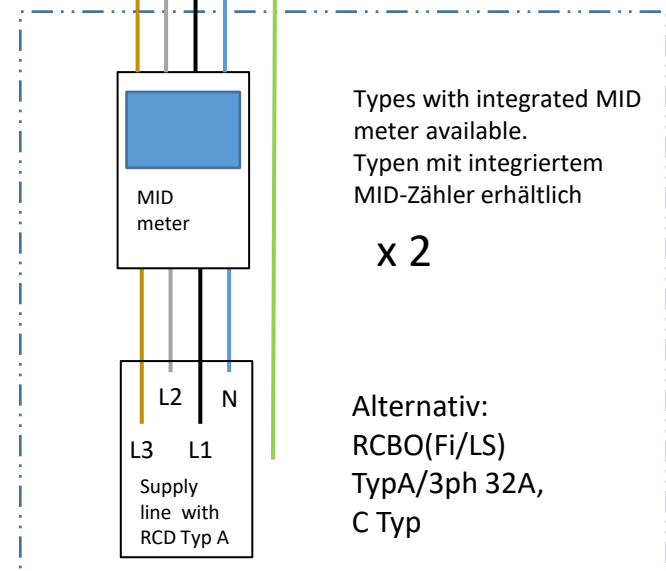 Types with integrated MID
meter available.
Typen mit integriertem
MID-Zähler erhältlich
MID
meter
x 2
L2
N
L3
L1
Supply
line with
RCD Typ A
Alternativ:
RCBO(Fi/LS)
TypA/3ph 32A,
C Typ